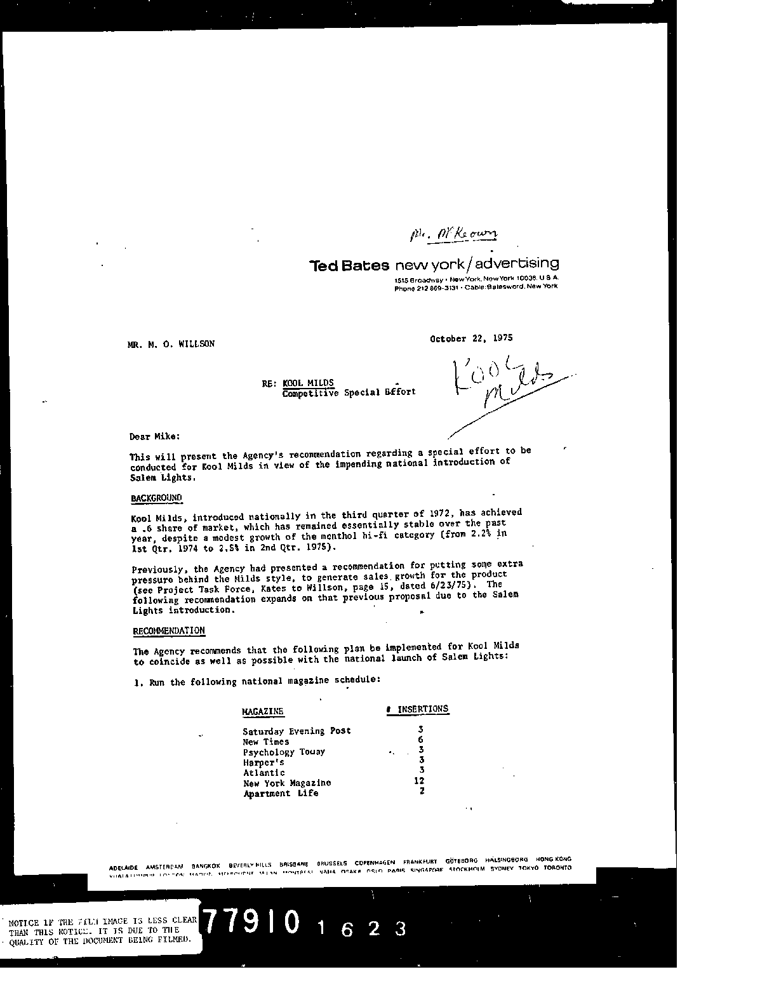 Mr. McKeown
Ted Bates new york/advertising
1515 Broadway · New York, New York 10036. U S A.
Phone 212 869-3131 · Cable: Batesword, New York
October 22, 1975
MR. M. O. WILLSON
RE: KOOL MILDS
Competitive Special Effort
Kool
Milds
Dear Mike:
This will present the Agency's recommendation regarding a special effort to be
conducted for Kool Milds in view of the impending national introduction of
Salem Lights.
BACKGROUND
Kool Milds, introduced nationally in the third quarter of 1972, has achieved
a .6 share of market, which has remained essentially stable over the past
year, despite a modest growth of the menthol hi-fi category (from 2.2% in
1st Qtr. 1974 to 2.5% in 2nd Qtr. 1975).
Previously, the Agency had presented a recommendation for putting some extra
pressure behind the Milds style, to generate sales growth for the product
(see Project Task Force, Kates to Willson, page 15, dated 6/23/75). The
following recommendation expands on that previous proposal due to the Salem
Lights introduction.
RECOMMENDATION
The Agency recommends that the following plan be implemented for Kool Milds
to coincide as well as possible with the national launch of Salem Lights:
1. Run the following national magazine schedule:
MAGAZINE # INSERTIONS
Saturday Evening Post 3
New Times 6
Psychology Today 3
Harper's 3
Atlantic 3
New York Magazine 12
Apartment Life 2
ADELAIDE AMSTERDAM BANGKOK BEVERLY HILLS BRISBANE BRUSSELS COPENHAGEN FRANKFURT GOTEBORG HALSINGBORG HONG KONG
LONDON MADRID MELBOURNE MILAN MONTREAL OSAKA OSLO PARIS SINGAPORE STOCKHOLM SYDNEY TOKYO TORONTO
NOTICE IF THE FILM IMAGE IS LESS CLEAR
THAN THIS NOTICE. IT IS DUE TO THE
QUALITY OF THE DOCUMENT BEING FILMED.
77910 1623